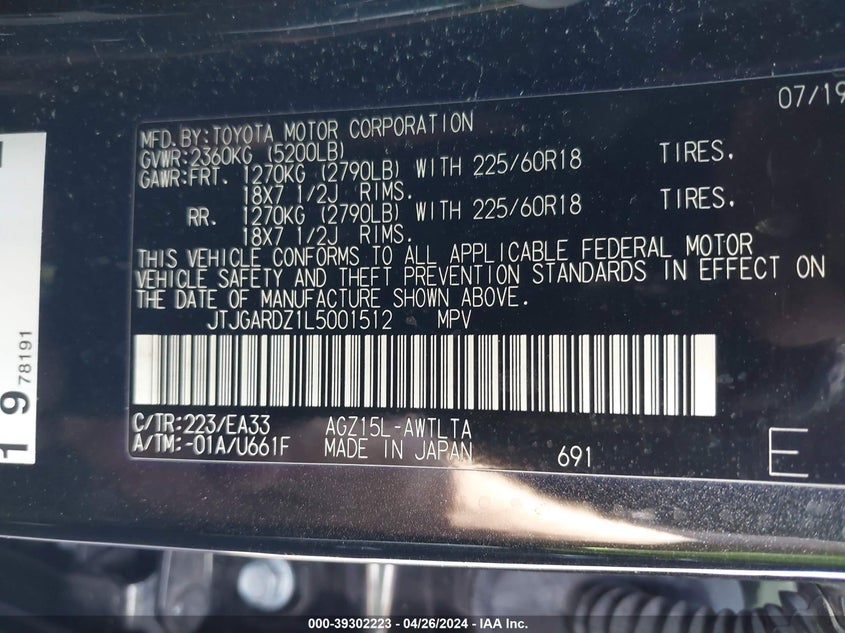 07/19
MFD.BY:TOYOTA MOTOR CORPORATION
GVWR:2360KG (5200LB)
GAWR:FRT. 1270KG (2790LB) WITH 225/60R18 TIRES.
18X7 1/2J RIMS.
RR. 1270KG (2790LB) WITH 225/60R18 TIRES.
18X7 1/2J RIMS.
THIS VEHICLE CONFORMS TO ALL APPLICABLE FEDERAL MOTOR
VEHICLE SAFETY AND THEFT PREVENTION STANDARDS IN EFFECT ON
THE DATE OF MANUFACTURE SHOWN ABOVE.
JTJGARDZ1L5001512 MPV
C/TR:223/EA33 AGZ15L-AWTLTA
A/TM:-01A/U661F MADE IN JAPAN 691 E
19 78191
000-39302223 - 04/26/2024 - IAA Inc.